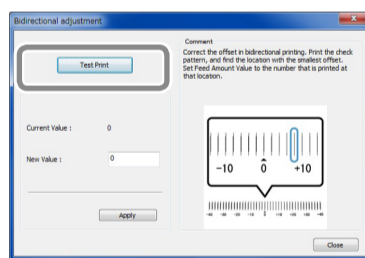 Bidirectional adjustment
Comment
Correct the offset in bidirectional printing. Print the check
pattern, and find the location with the smallest offset.
Set Feed Amount Value to the number that is printed at
that location.
Test Print
Current Value : 0
New Value : 0
Apply
-10 0 +10
Close